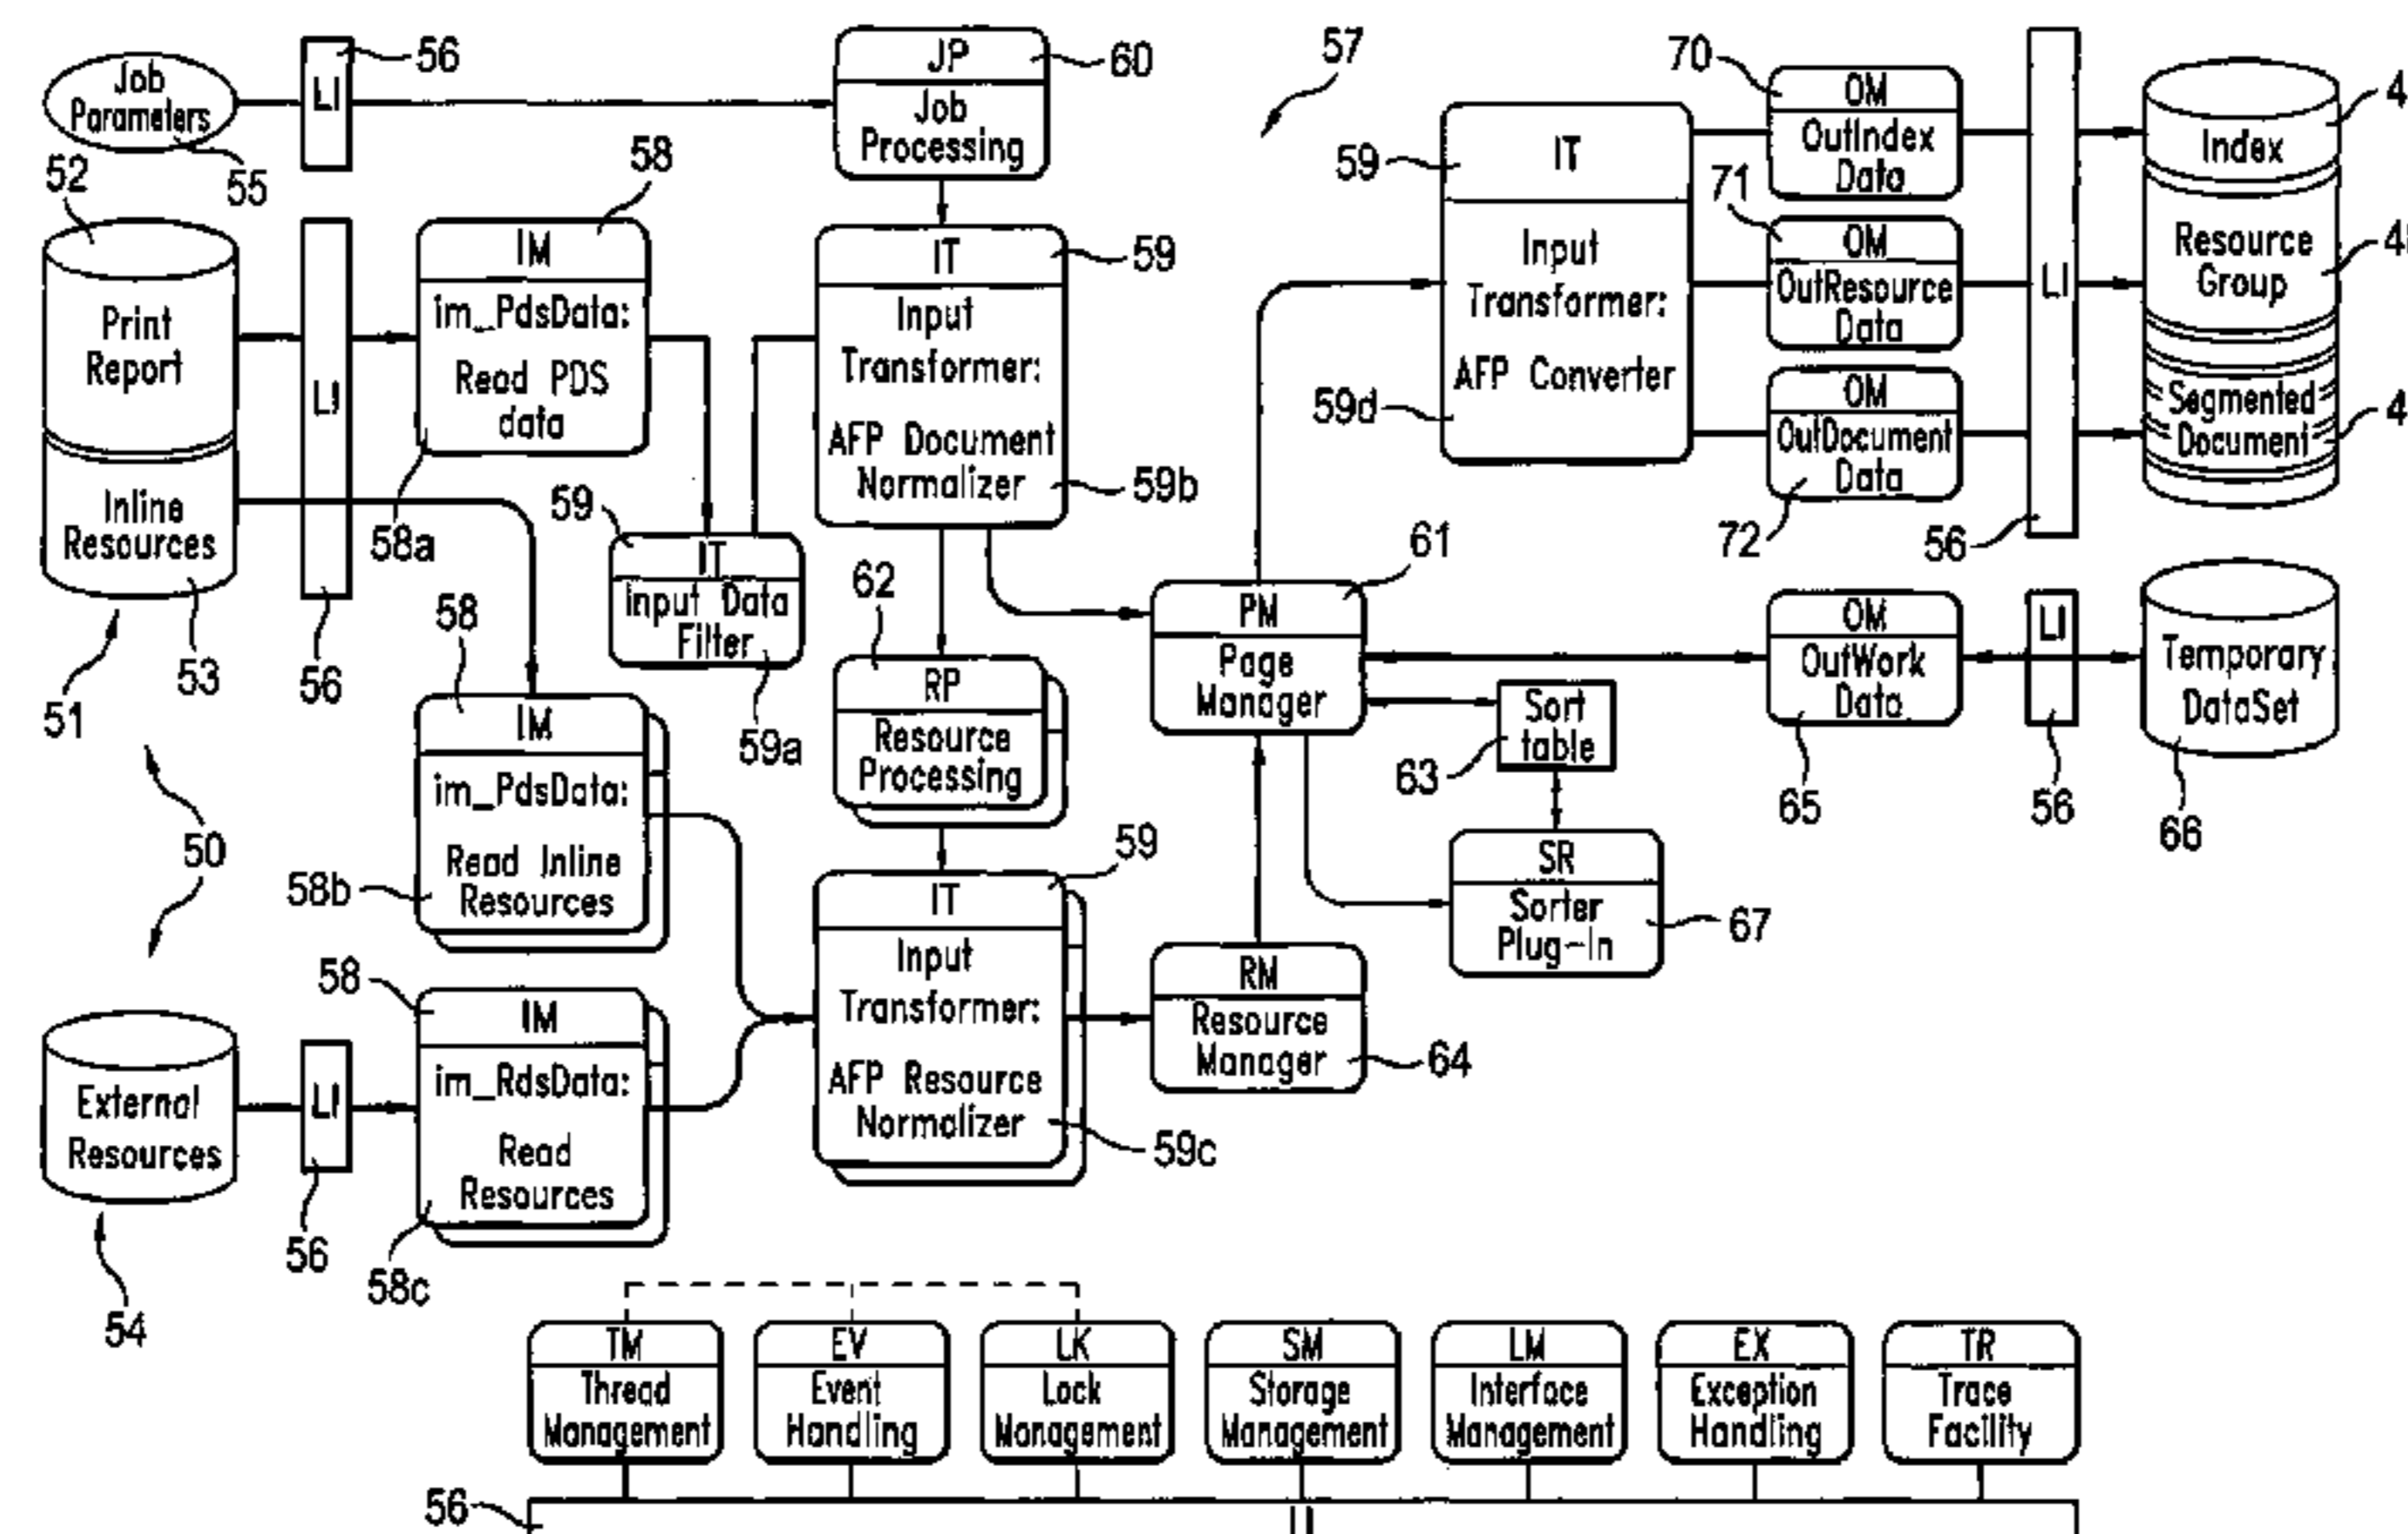 Job
Parameters
55
LI
56
JP
Job
Processing
60
57
52
Print
Report
Inline
Resources
53
51
LI
56
58
IM
im_PdsData:
Read PDS
data
58a
59
IT
Input Data
Filter
59a
IT
Input
Transformer:
AFP Document
Normalizer
59
59b
62
RP
Resource
Processing
58
IM
im_PdsData:
Read Inline
Resources
58b
50
External
Resources
54
LI
56
58
IM
im_RdsData:
Read
Resources
58c
59
IT
Input
Transformer:
AFP Resource
Normalizer
59c
RM
Resource
Manager
64
61
PM
Page
Manager
Sort
table
63
SR
Sorter
Plug-In
67
59
IT
Input
Transformer:
AFP Converter
59d
70
OM
OutIndex
Data
71
OM
OutResource
Data
OM
OutDocument
Data
72
LI
56
Index
4
Resource
Group
4
Segmented
Document
4
OM
OutWork
Data
65
LI
56
Temporary
DataSet
66
TM
Thread
Management
EV
Event
Handling
LK
Lock
Management
SM
Storage
Management
LM
Interface
Management
EX
Exception
Handling
TR
Trace
Facility
56